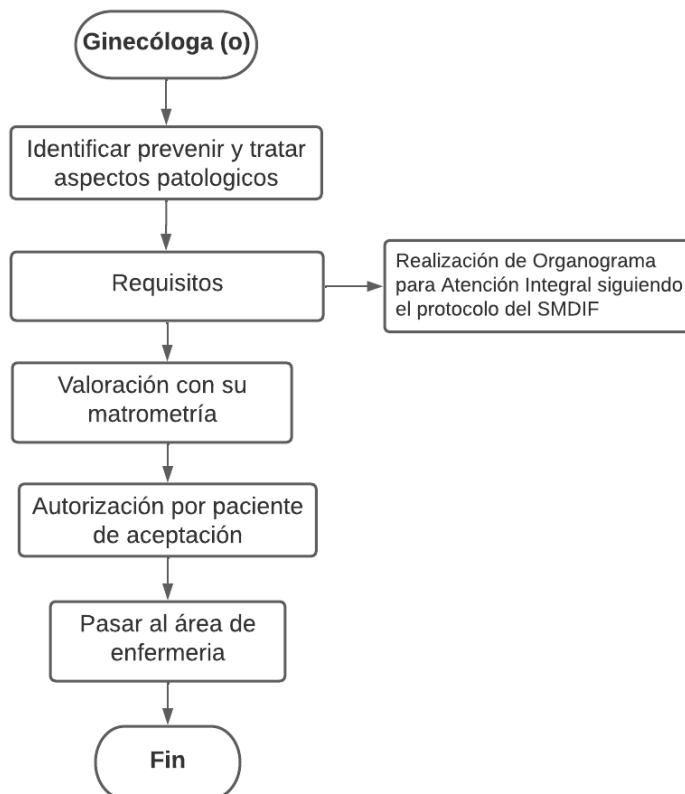 Ginecóloga (o)
Identificar prevenir y tratar
aspectos patologicos
Requisitos
Realización de Organograma
para Atención Integral siguiendo
el protocolo del SMDIF
Valoración con su
matrometría
Autorización por paciente
de aceptación
Pasar al área de
enfermeria
Fin